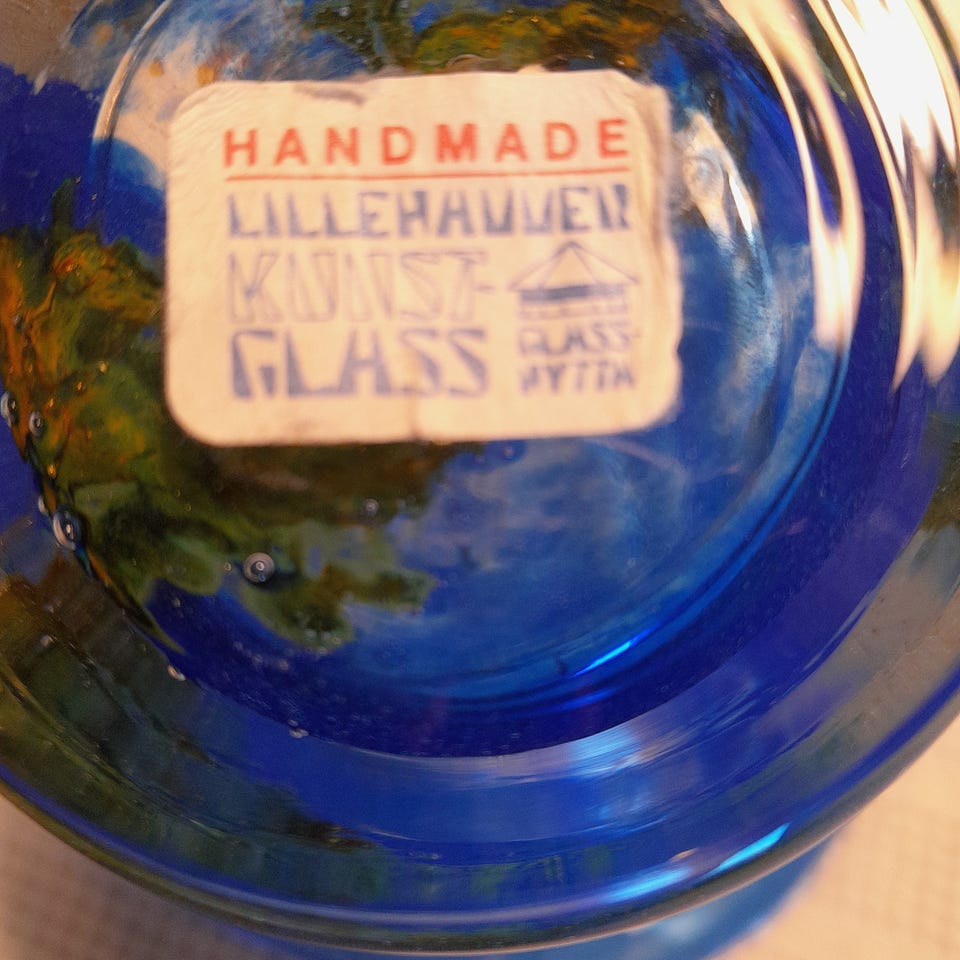 HANDMADE
LILLEHAMMER
KUNST-
GLASS
GLASS-
HYTTA